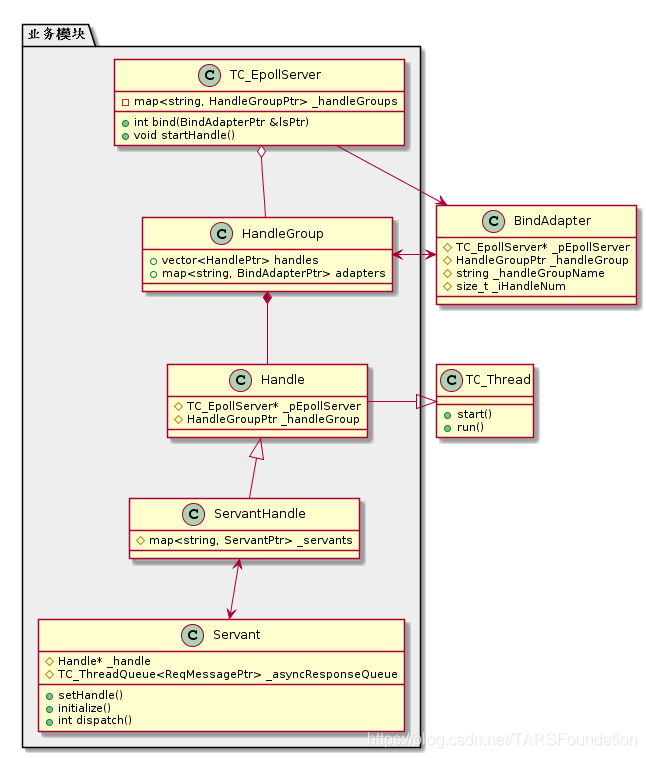 业务模块
C TC_EpollServer
map<string, HandleGroupPtr> _handleGroups
int bind(BindAdapterPtr &lsPtr)
void startHandle()
C HandleGroup
vector<HandlePtr> handles
map<string, BindAdapterPtr> adapters
C BindAdapter
TC_EpollServer* _pEpollServer
HandleGroupPtr _handleGroup
string _handleGroupName
size_t _iHandleNum
C Handle
TC_EpollServer* _pEpollServer
HandleGroupPtr _handleGroup
C TC_Thread
start()
run()
C ServantHandle
map<string, ServantPtr> _servants
C Servant
Handle* _handle
TC_ThreadQueue<ReqMessagePtr> _asyncResponseQueue
setHandle()
initialize()
int dispatch()
https://blog.csdn.net/TARSFoundation